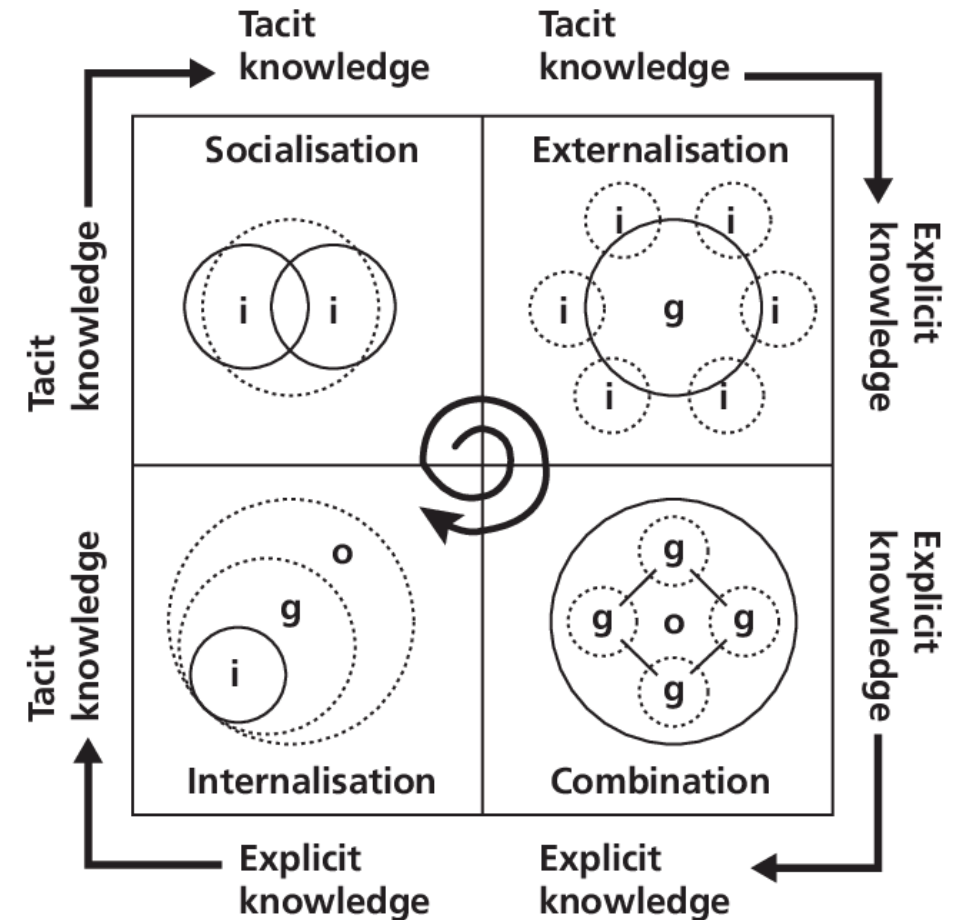 Tacit
knowledge
Tacit
knowledge
Socialisation
Externalisation
i
i
i
i
i
g
i
i
i
Tacit
knowledge
Explicit
knowledge
o
g
i
g
g
o
g
g
Tacit
knowledge
Explicit
knowledge
Internalisation
Combination
Explicit
knowledge
Explicit
knowledge